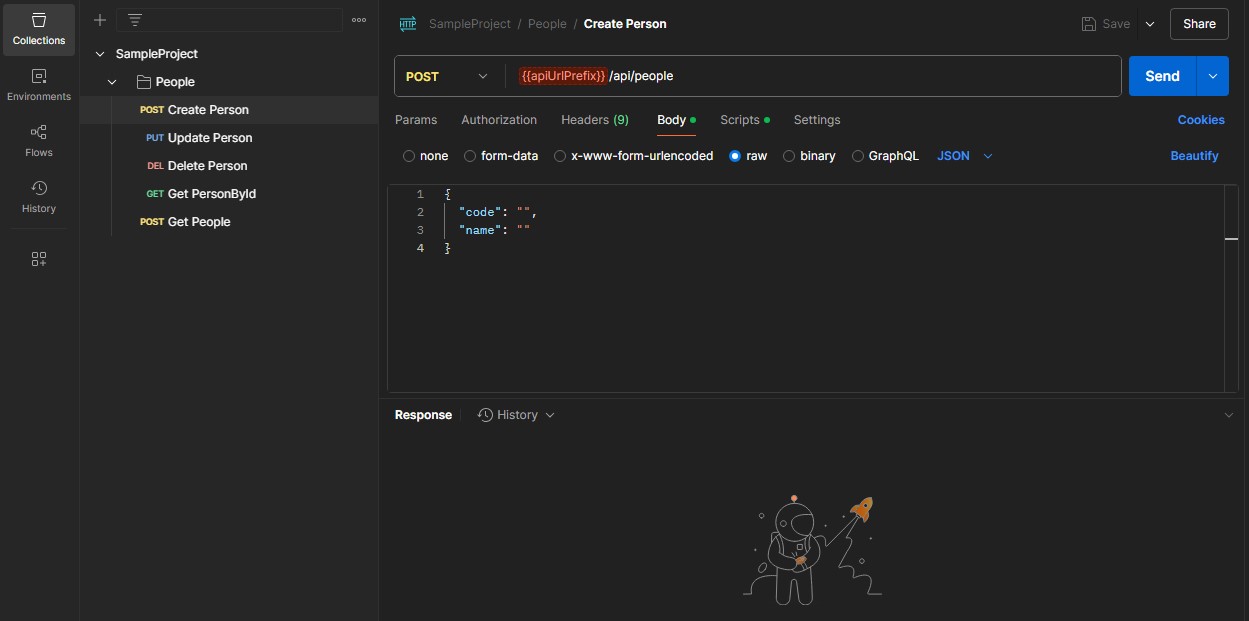 Collections
Environments
Flows
History
SampleProject
People
POST Create Person
PUT Update Person
DEL Delete Person
GET Get PersonById
POST Get People
HTTP SampleProject / People / Create Person
Save
Share
POST {{apiUrlPrefix}} /api/people
Send
Params Authorization Headers (9) Body Scripts Settings Cookies
none form-data x-www-form-urlencoded raw binary GraphQL JSON Beautify
1 {
2 "code": "",
3 "name": ""
4 }
Response History